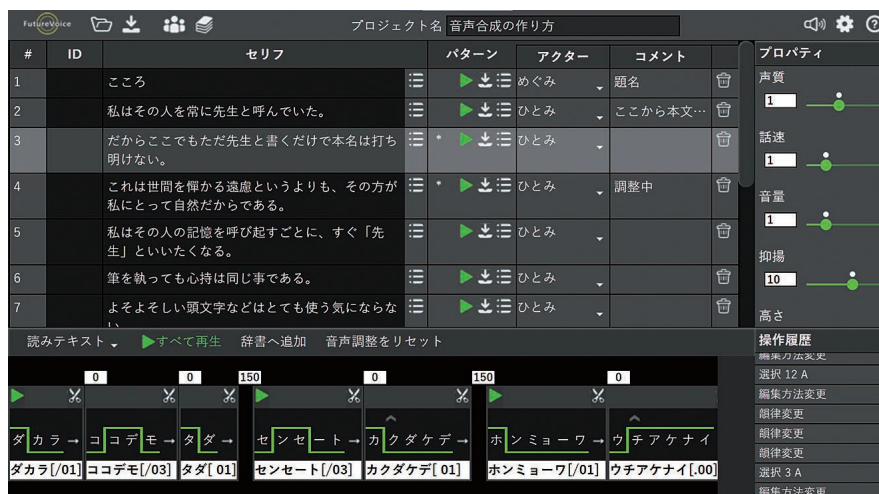 FutureVoice
プロジェクト名 音声合成の作り方
# ID セリフ パターン アクター コメント
1 こころ めぐみ 題名
2 私はその人を常に先生と呼んでいた。 ひとみ ここから本文…
3 だからここでもただ先生と書くだけで本名は打ち
明けない。 * ひとみ
4 これは世間を憚かる遠慮というよりも、その方が
私にとって自然だからである。 * ひとみ 調整中
5 私はその人の記憶を呼び起すごとに、すぐ「先
生」といいたくなる。 ひとみ
6 筆を執っても心持は同じ事である。 ひとみ
7 よそよそしい頭文字などはとても使う気にならな ひとみ
プロパティ
声質
1
話速
1
音量
1
抑揚
10
高さ
読みテキスト すべて再生 辞書へ追加 音声調整をリセット
0 0 150 0 150 0
ダカラ→ ココデモ→ タダ→ センセート→ カクダケデ→ ホンミョーワ→ ウチアケナイ
ダカラ[/01] ココデモ[/03] タダ[ 01] センセート[/03] カクダケデ[ 01] ホンミョーワ[/01] ウチアケナイ[.00]
操作履歴
編集方法変更
選択 12 A
編集方法変更
韻律変更
韻律変更
韻律変更
選択 3 A
編集方法変更